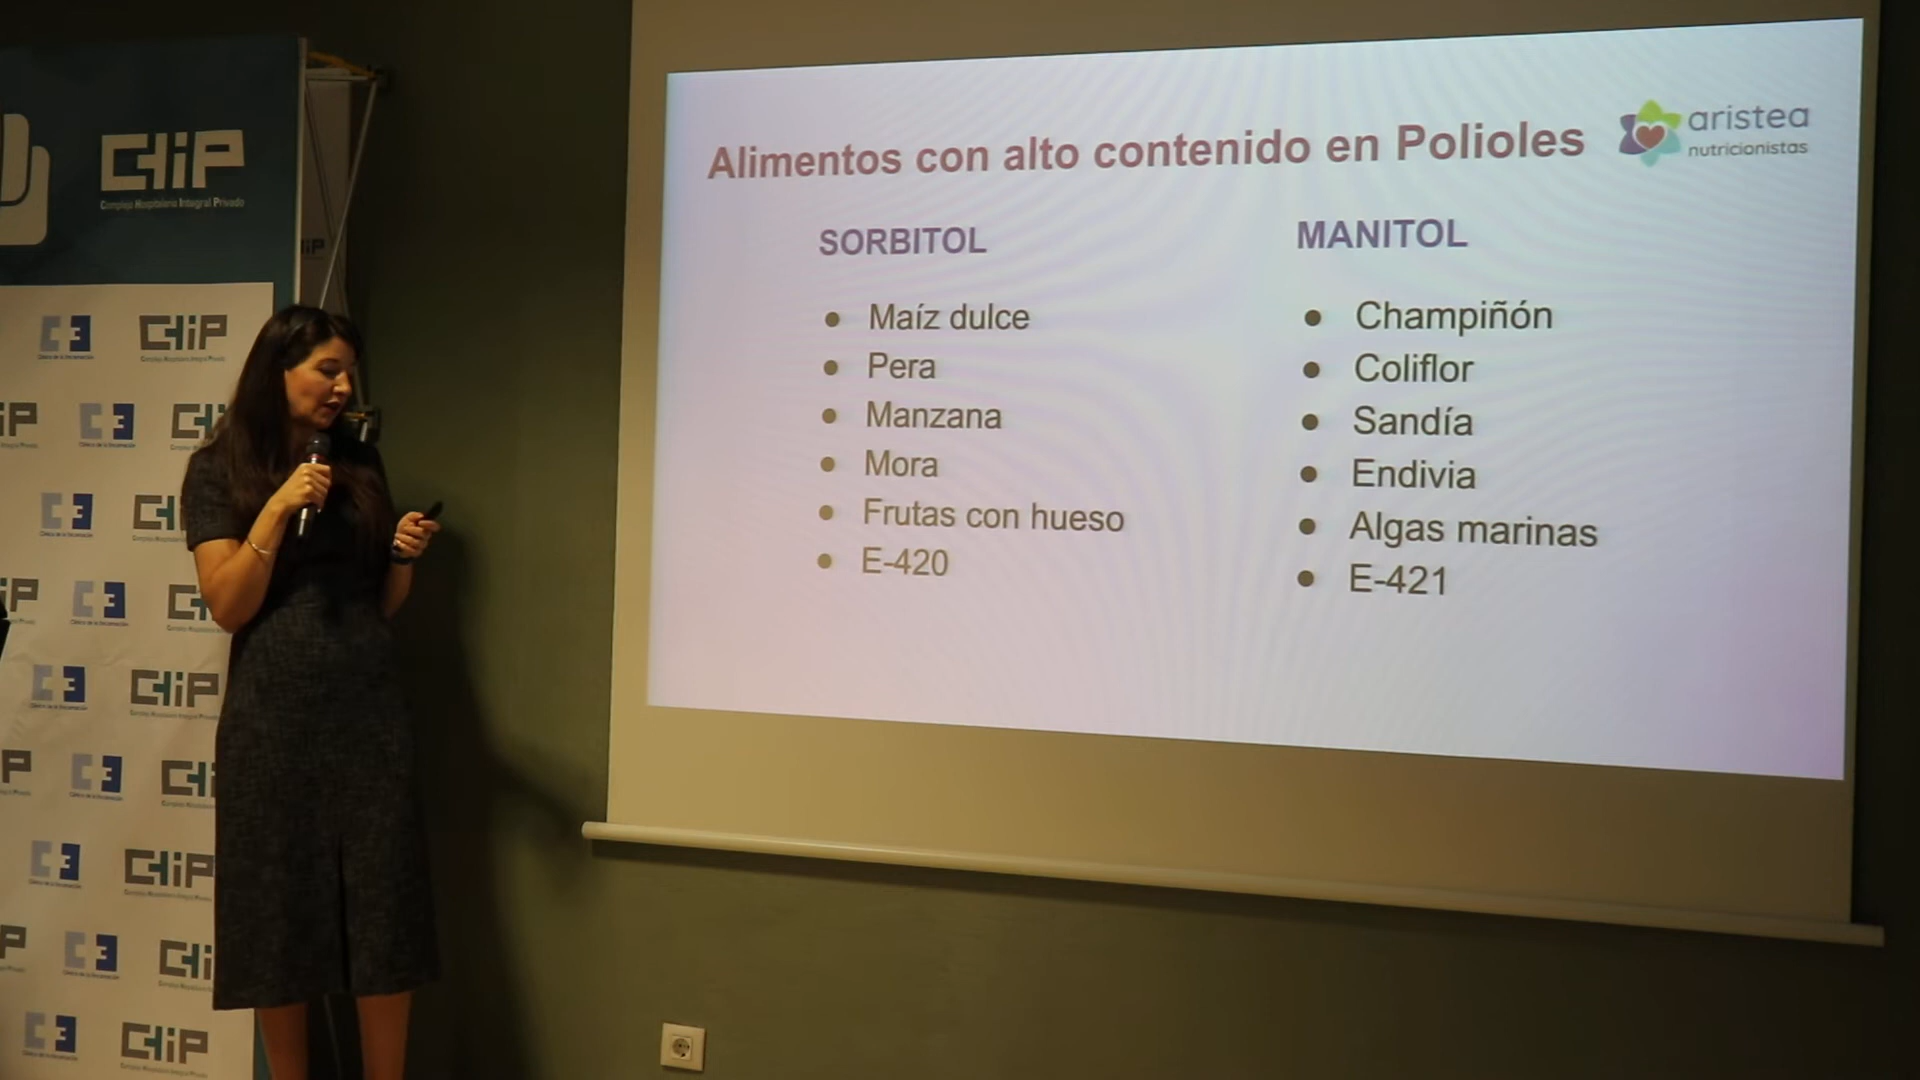 CHiP
Complejo Hospitalario Integral Privado
Alimentos con alto contenido en Polioles
aristea
nutricionistas
SORBITOL
● Maíz dulce
● Pera
● Manzana
● Mora
● Frutas con hueso
● E-420
MANITOL
● Champiñón
● Coliflor
● Sandía
● Endivia
● Algas marinas
● E-421